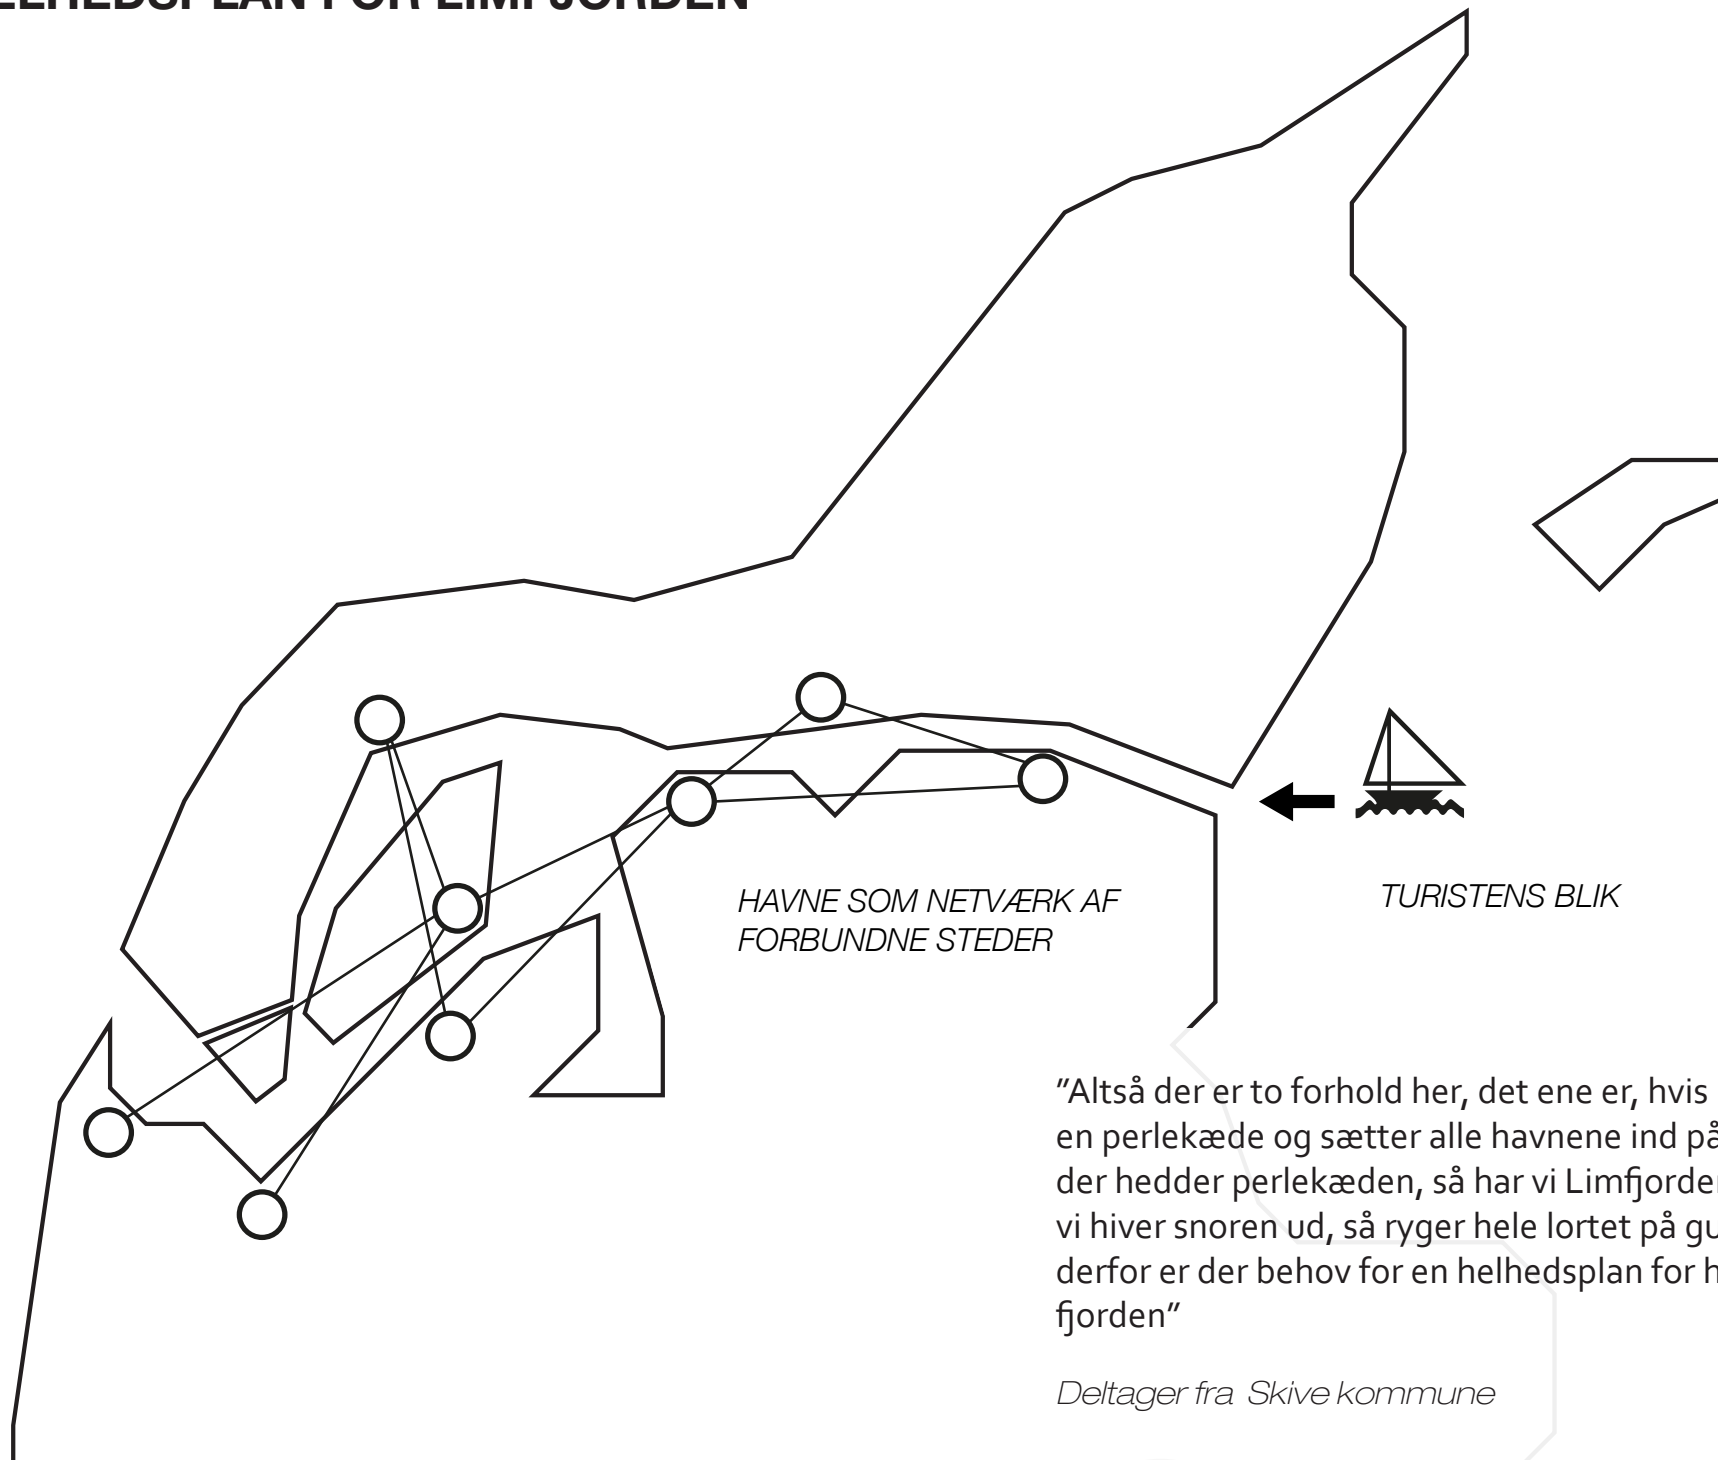 HELHEDSPLAN FOR LIMFJORDEN
HAVNE SOM NETVÆRK AF
FORBUNDNE STEDER
TURISTENS BLIK
”Altså der er to forhold her, det ene er, hvis
en perlekæde og sætter alle havnene ind på
der hedder perlekæden, så har vi Limfjorden
vi hiver snoren ud, så ryger hele lortet på gu
derfor er der behov for en helhedsplan for h
fjorden”
Deltager fra Skive kommune